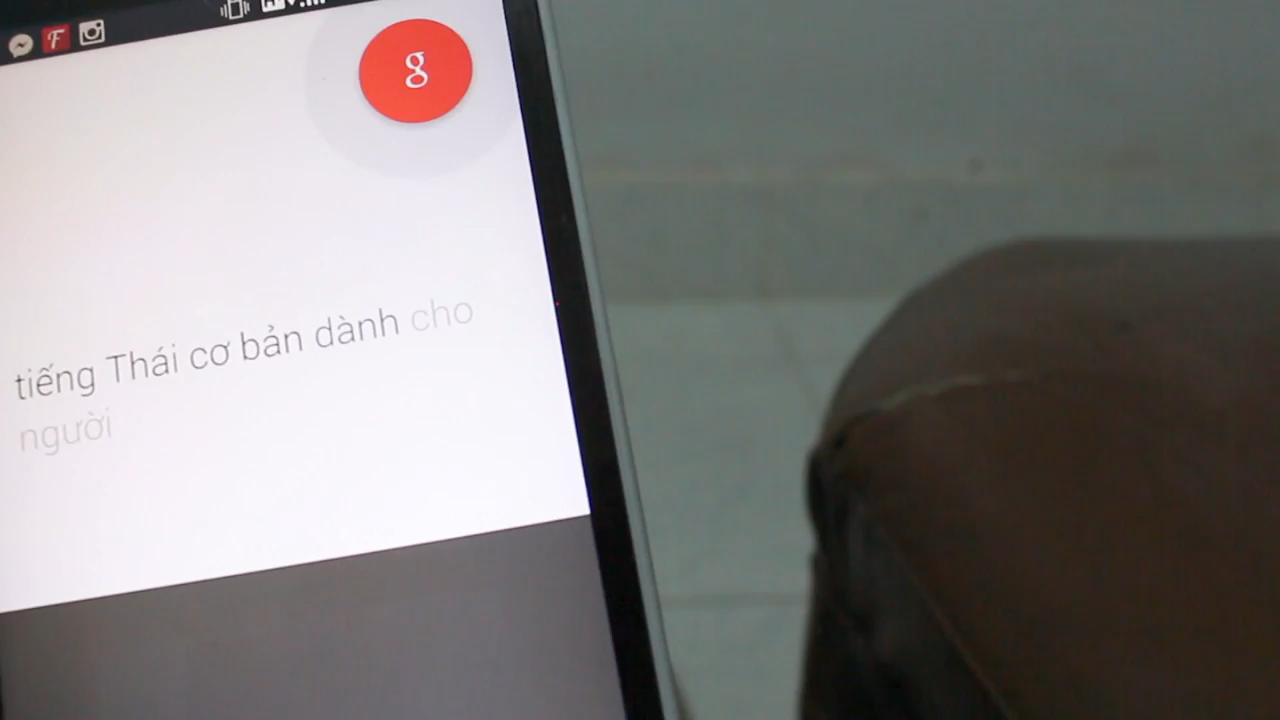 g
tiếng Thái cơ bản dành cho
người